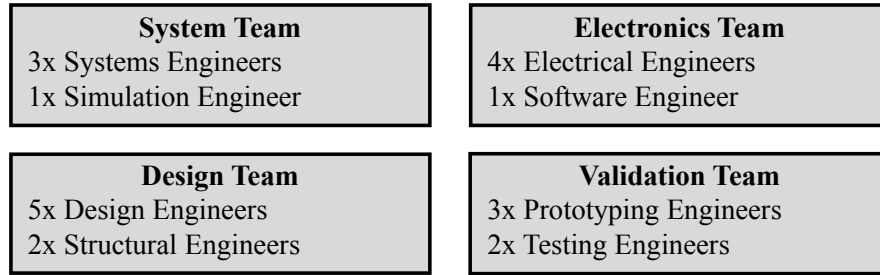 System Team
3x Systems Engineers
1x Simulation Engineer
Electronics Team
4x Electrical Engineers
1x Software Engineer
Design Team
5x Design Engineers
2x Structural Engineers
Validation Team
3x Prototyping Engineers
2x Testing Engineers